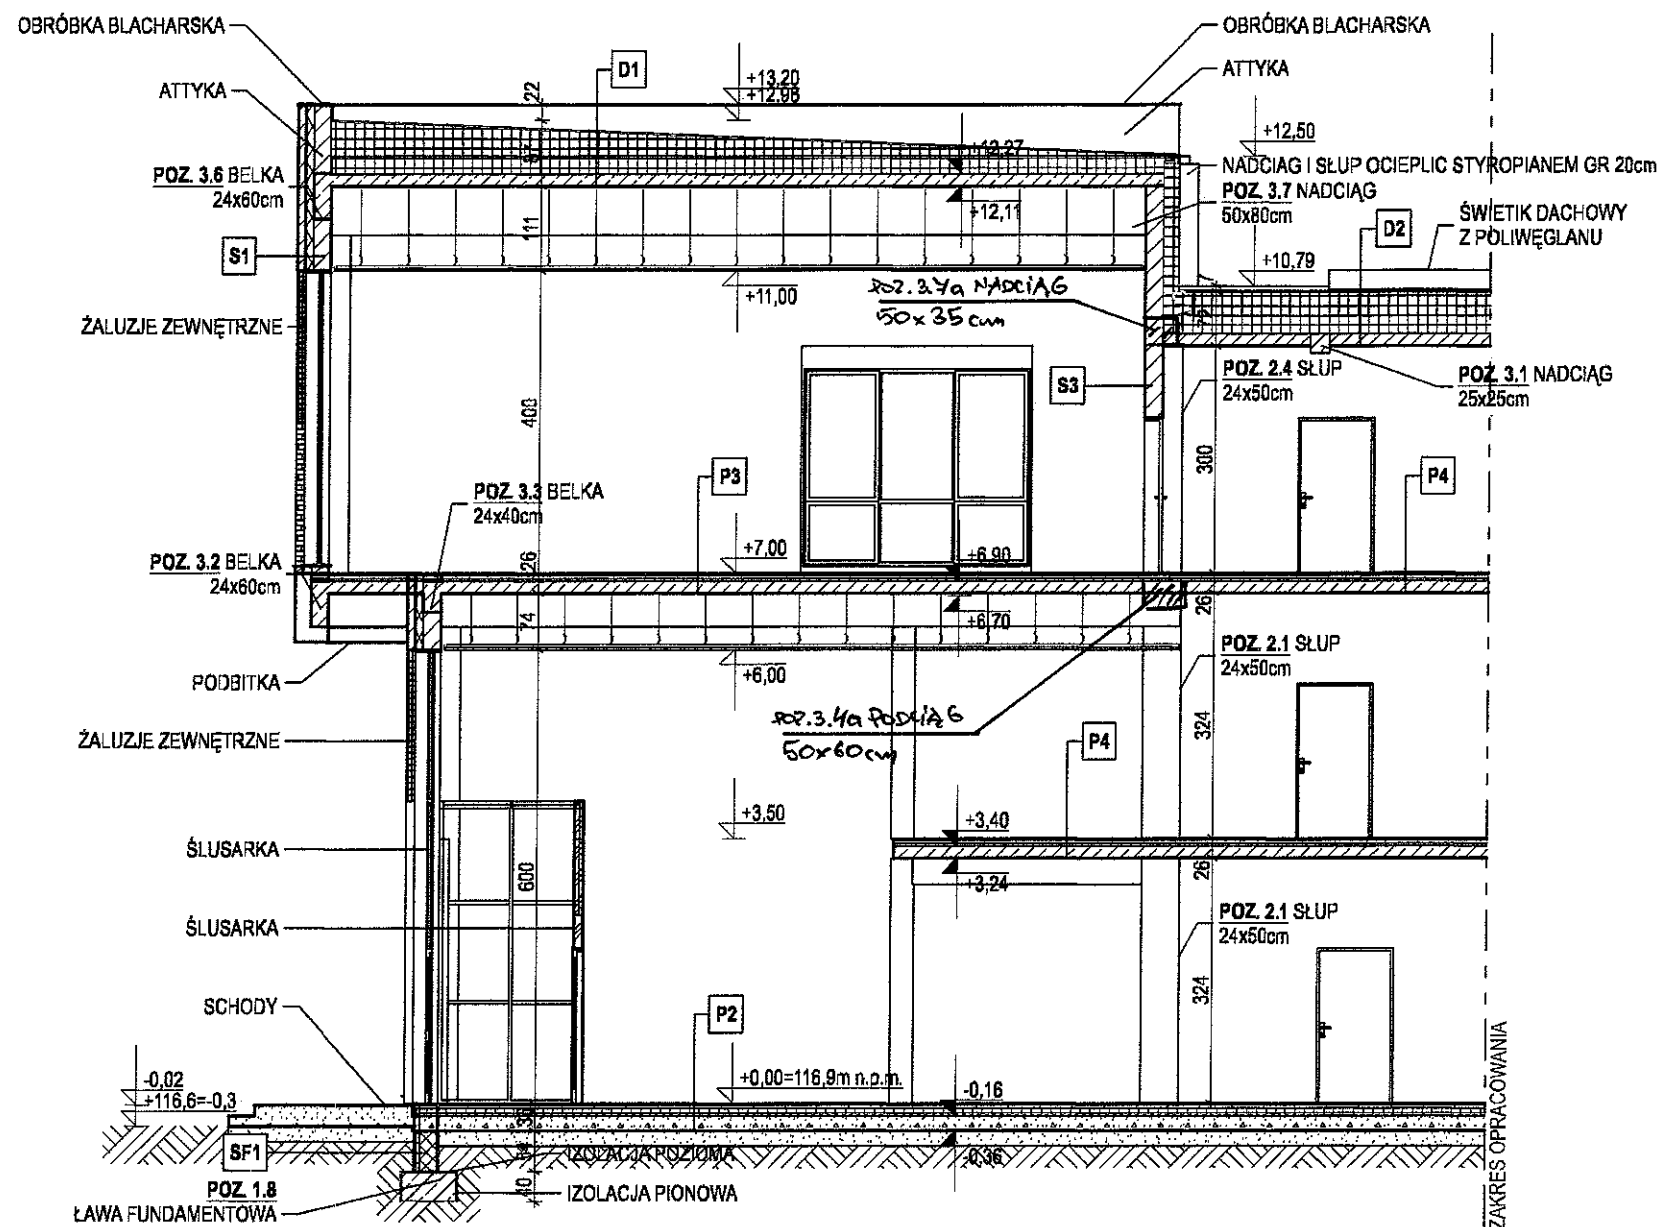 OBRÓBKA BLACHARSKA
OBRÓBKA BLACHARSKA
D1
+13,20
+12,98
ATTYKA
ATTYKA
22
+12,50
87
+12,27
NADCIĄG I SŁUP OCIEPLIC STYROPIANEM GR 20cm
POZ. 3.6 BELKA
24x60cm
POZ. 3.7 NADCIĄG
50x80cm
+12,11
ŚWIETIK DACHOWY
Z POLIWĘGLANU
D2
111
S1
+10,79
+11,00
POZ. 3.7a NADCIĄG
50x35cm
ŻALUZJE ZEWNĘTRZNE
POZ. 2.4 SŁUP
24x50cm
S3
POZ. 3.1 NADCIĄG
25x25cm
400
300
P3
P4
POZ. 3.3 BELKA
24x40cm
+7,00
+6,90
26
POZ. 3.2 BELKA
24x60cm
26
74
+6,70
POZ. 2.1 SŁUP
24x50cm
+6,00
PODBITKA
POZ. 3.4a PODCIĄG
50x60cm
324
ŻALUZJE ZEWNĘTRZNE
P4
+3,50
+3,40
ŚLUSARKA
600
26
+3,24
POZ. 2.1 SŁUP
24x50cm
ŚLUSARKA
324
SCHODY
P2
-0,02
+116,6=-0,3
+0,00=116,9m n.p.m.
-0,16
SF1
IZOLACJA POZIOMA
-0,36
POZ. 1.8
ŁAWA FUNDAMENTOWA
40
IZOLACJA PIONOWA
ZAKRES OPRACOWANIA